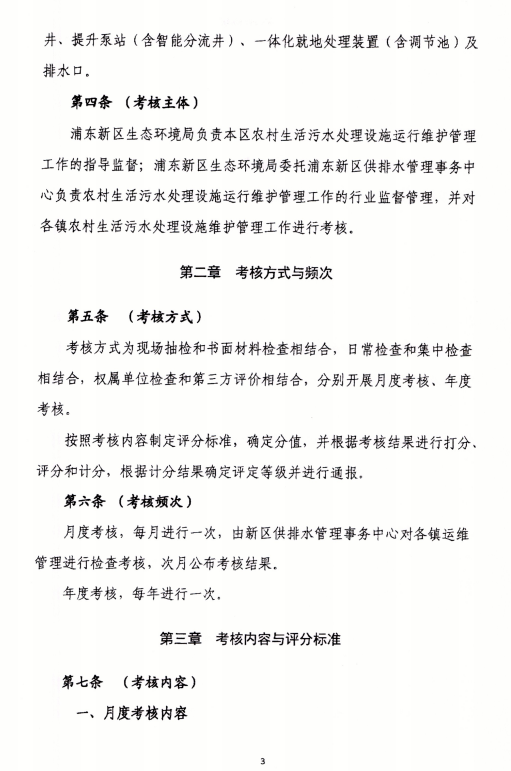 井、提升泵站（含智能分流井）、一体化就地处理装置（含调节池）及
排水口。
第四条 （考核主体）
浦东新区生态环境局负责本区农村生活污水处理设施运行维护管理
工作的指导监督；浦东新区生态环境局委托浦东新区供排水管理事务中
心负责农村生活污水处理设施运行维护管理工作的行业监督管理，并对
各镇农村生活污水处理设施维护管理工作进行考核。
第二章 考核方式与频次
第五条 （考核方式）
考核方式为现场抽检和书面材料检查相结合，日常检查和集中检查
相结合，权属单位检查和第三方评价相结合，分别开展月度考核、年度
考核。
按照考核内容制定评分标准，确定分值，并根据考核结果进行打分、
评分和计分，根据计分结果确定评定等级并进行通报。
第六条 （考核频次）
月度考核，每月进行一次，由新区供排水管理事务中心对各镇运维
管理进行检查考核，次月公布考核结果。
年度考核，每年进行一次。
第三章 考核内容与评分标准
第七条 （考核内容）
一、月度考核内容
3